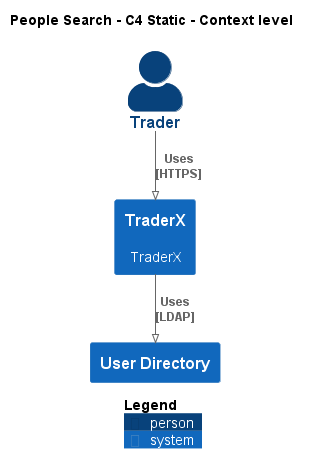 People Search - C4 Static - Context level
Trader
Uses
[HTTPS]
TraderX
TraderX
Uses
[LDAP]
User Directory
Legend
person
system